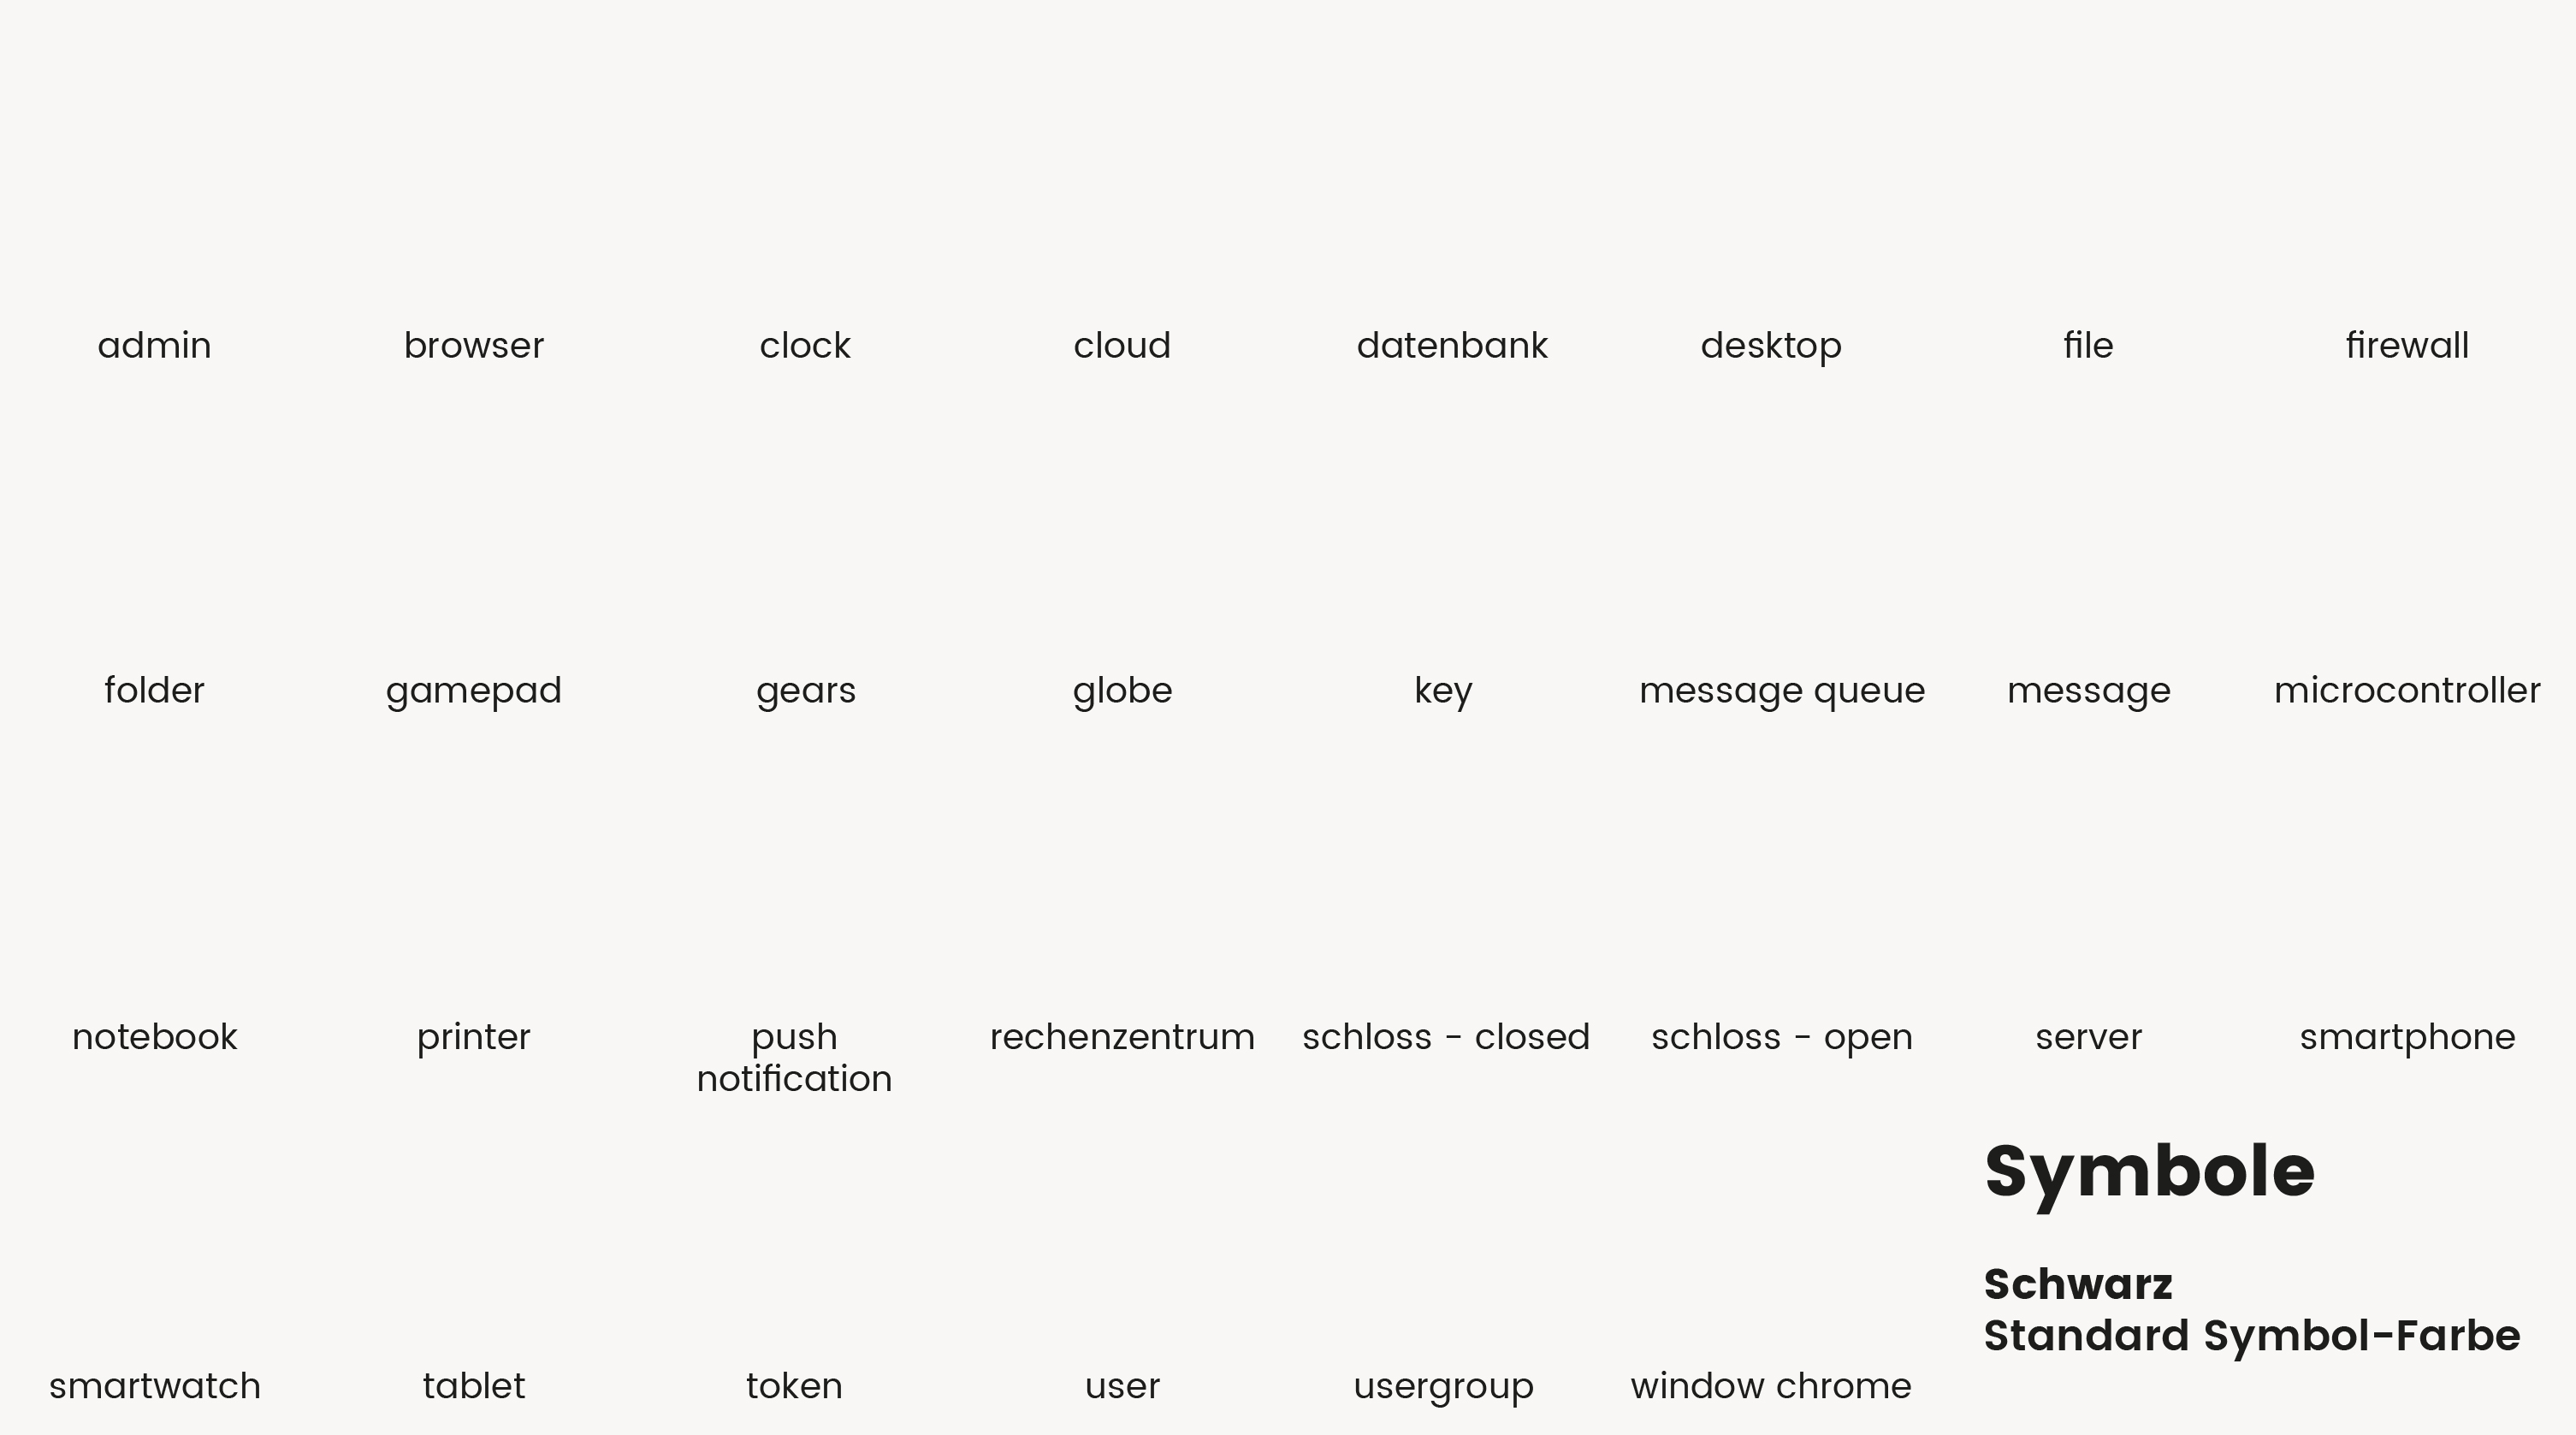 admin browser clock cloud datenbank desktop file firewall
folder gamepad gears globe key message queue message microcontroller
notebook printer push notification rechenzentrum schloss - closed schloss - open server smartphone
Symbole
Schwarz
Standard Symbol-Farbe
smartwatch tablet token user usergroup window chrome